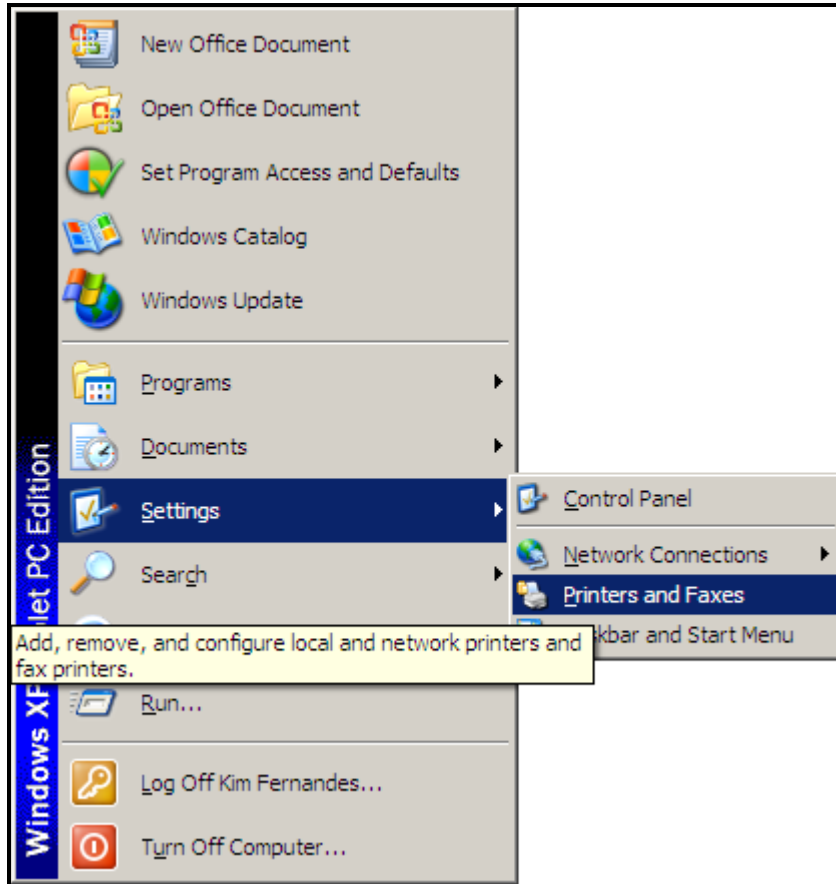 New Office Document
Open Office Document
Set Program Access and Defaults
Windows Catalog
Windows Update
Programs
Documents
Settings
Search
Run...
Log Off Kim Fernandes...
Turn Off Computer...
Control Panel
Network Connections
Printers and Faxes
kbar and Start Menu
Add, remove, and configure local and network printers and
fax printers.
Windows XP let PC Edition